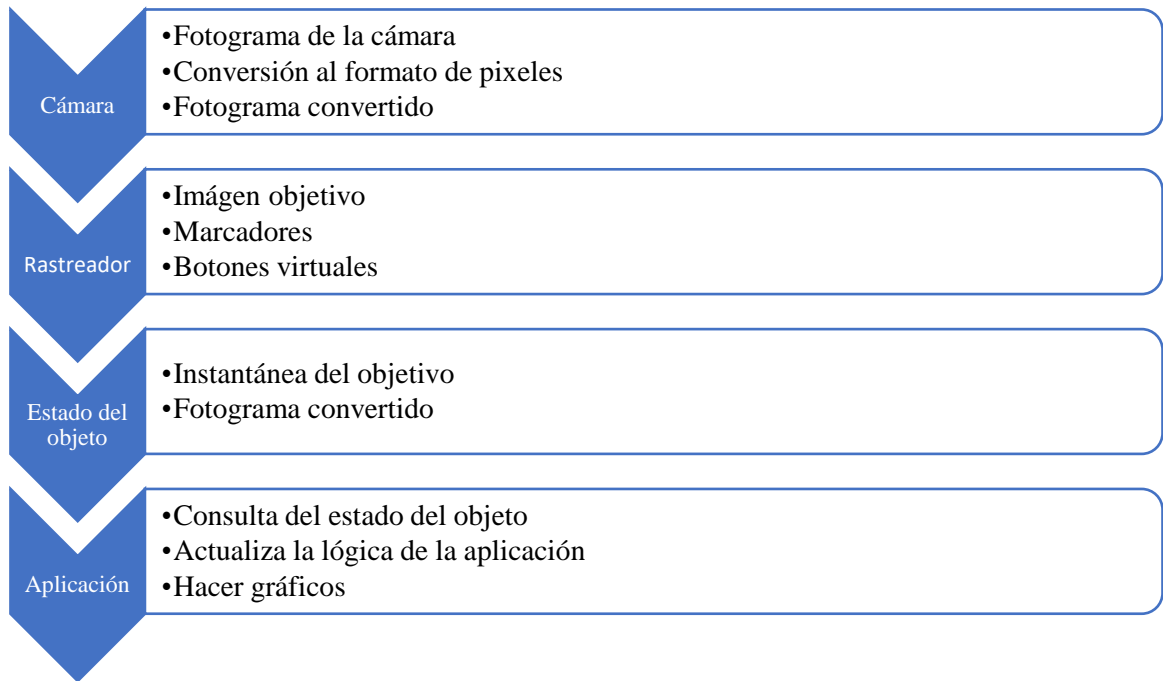 Cámara
•Fotograma de la cámara
•Conversión al formato de pixeles
•Fotograma convertido
Rastreador
•Imágen objetivo
•Marcadores
•Botones virtuales
Estado del
objeto
•Instantánea del objetivo
•Fotograma convertido
Aplicación
•Consulta del estado del objeto
•Actualiza la lógica de la aplicación
•Hacer gráficos